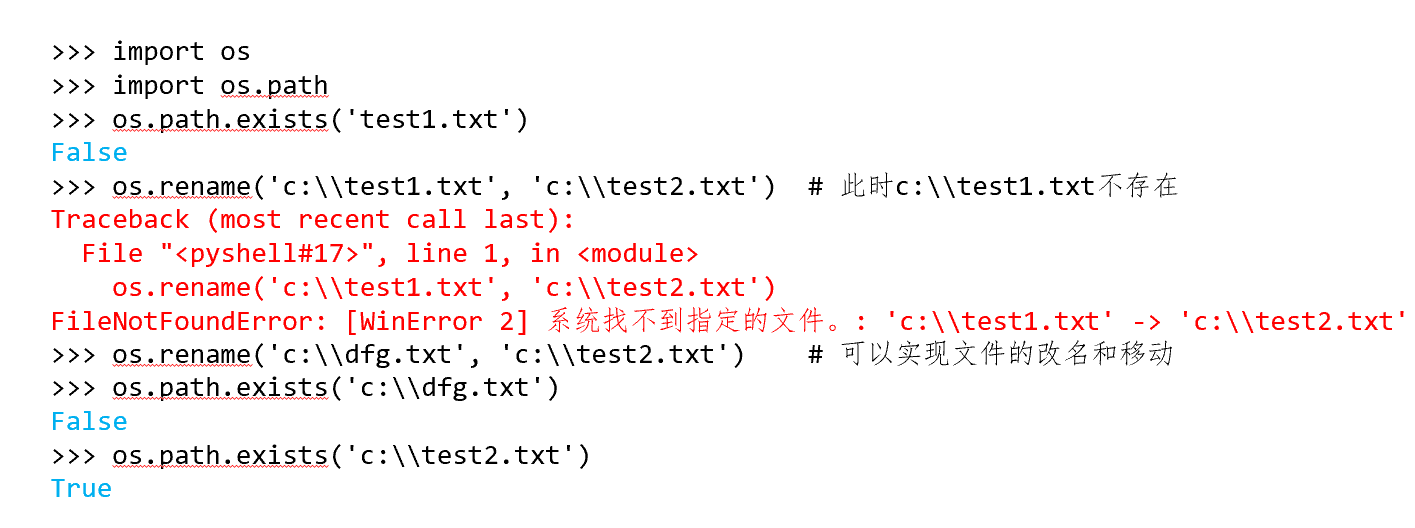 >>> import os
>>> import os.path
>>> os.path.exists('test1.txt')
False
>>> os.rename('c:\\test1.txt', 'c:\\test2.txt')  # 此时c:\\test1.txt不存在
Traceback (most recent call last):
  File "<pyshell#17>", line 1, in <module>
    os.rename('c:\\test1.txt', 'c:\\test2.txt')
FileNotFoundError: [WinError 2] 系统找不到指定的文件。: 'c:\\test1.txt' -> 'c:\\test2.txt'
>>> os.rename('c:\\dfg.txt', 'c:\\test2.txt')    # 可以实现文件的改名和移动
>>> os.path.exists('c:\\dfg.txt')
False
>>> os.path.exists('c:\\test2.txt')
True